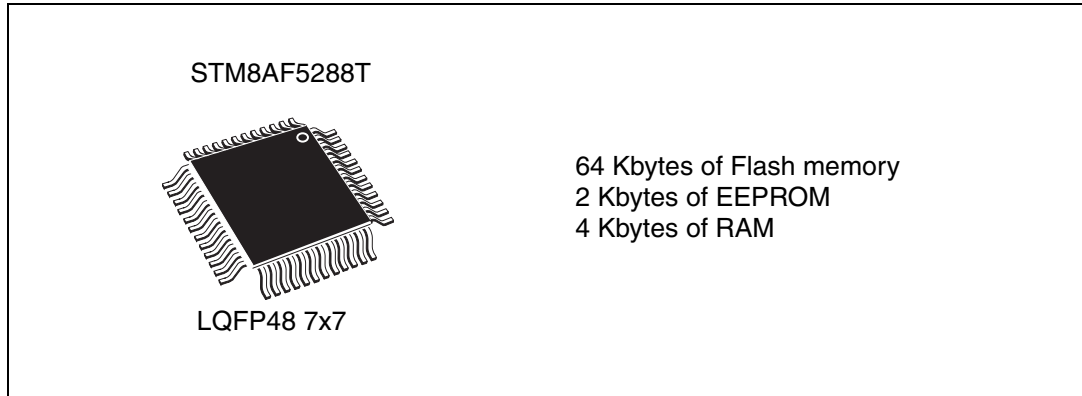 STM8AF5288T
LQFP48 7x7
64 Kbytes of Flash memory
2 Kbytes of EEPROM
4 Kbytes of RAM